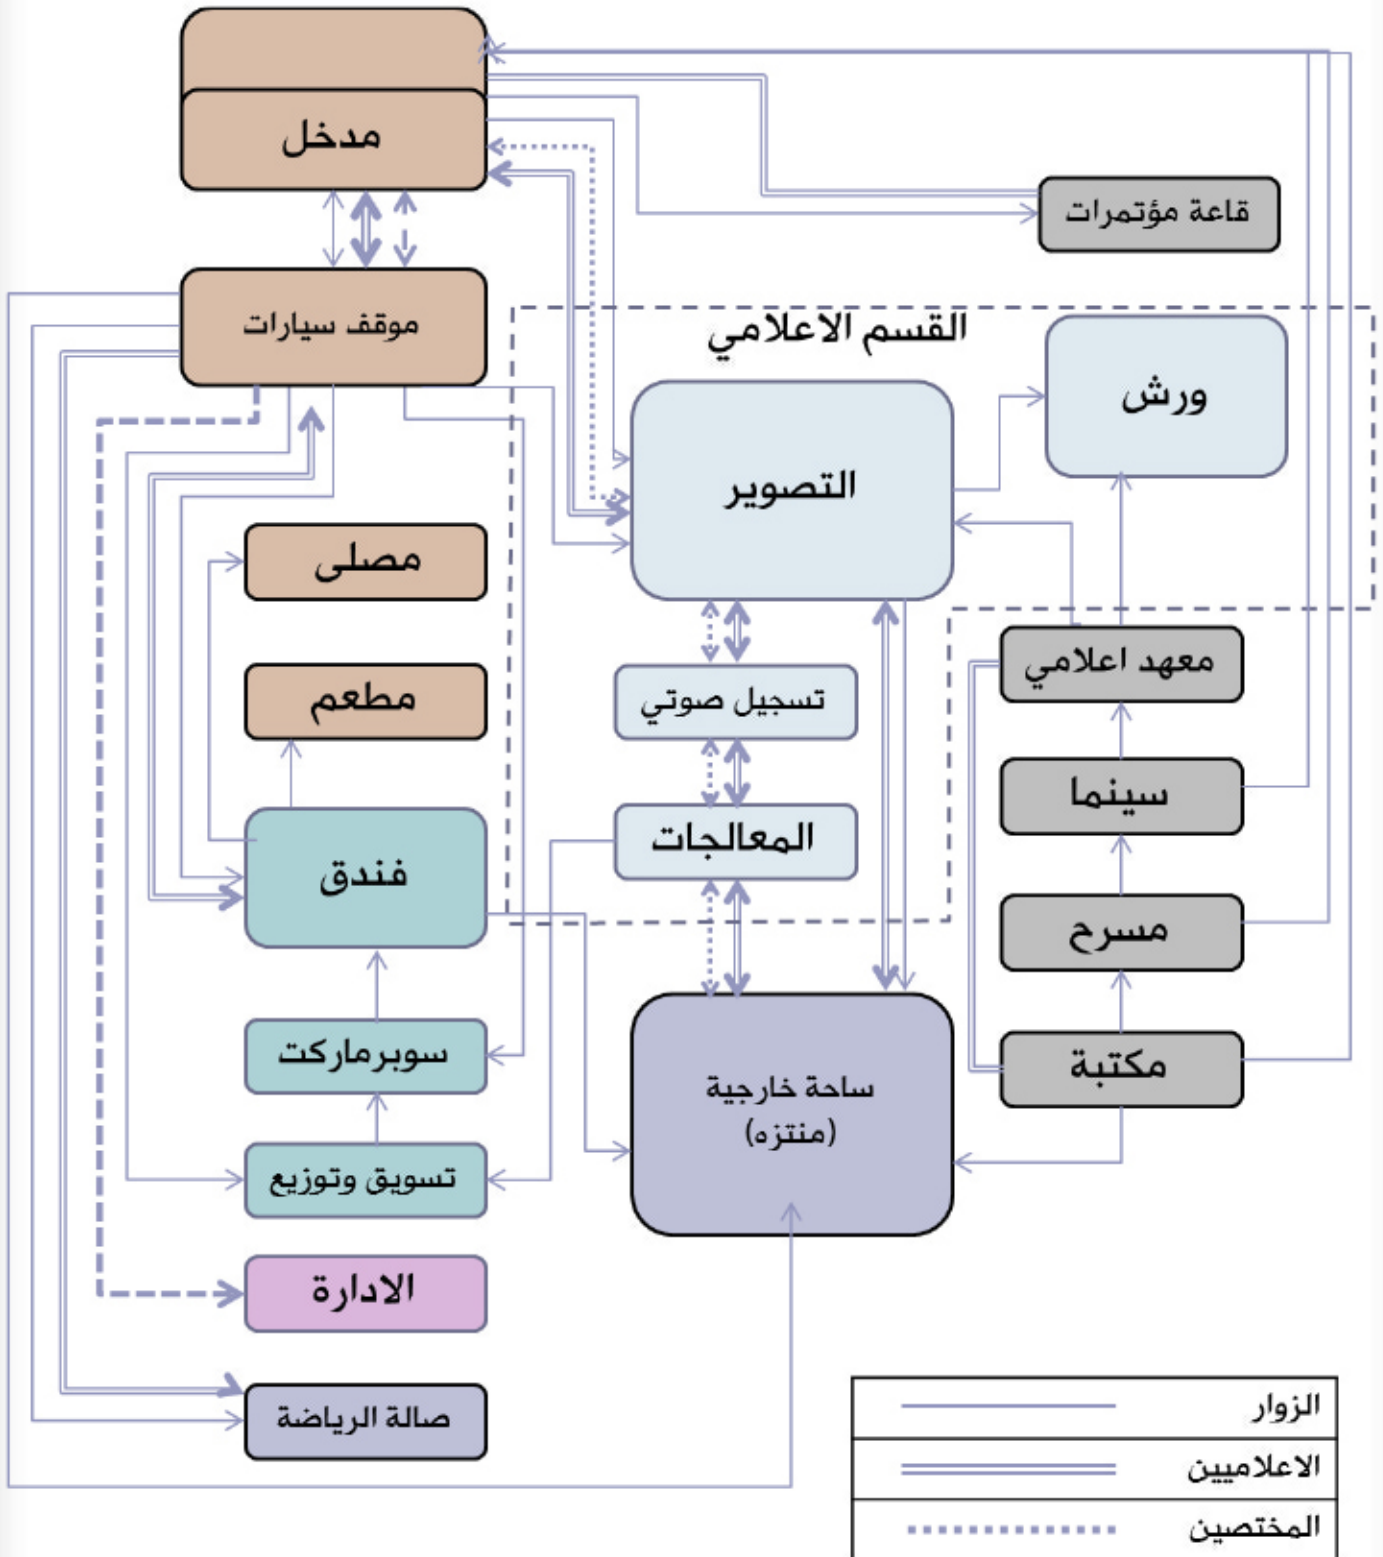 مدخل
قاعة مؤتمرات
موقف سيارات
القسم الاعلامي
ورش
التصوير
مصلى
معهد اعلامي
مطعم
تسجيل صوتي
سينما
المعالجات
فندق
مسرح
سوبرماركت
مكتبة
ساحة خارجية
(منتزه)
تسويق وتوزيع
الادارة
صالة الرياضة
الزوار
الاعلاميين
المختصين